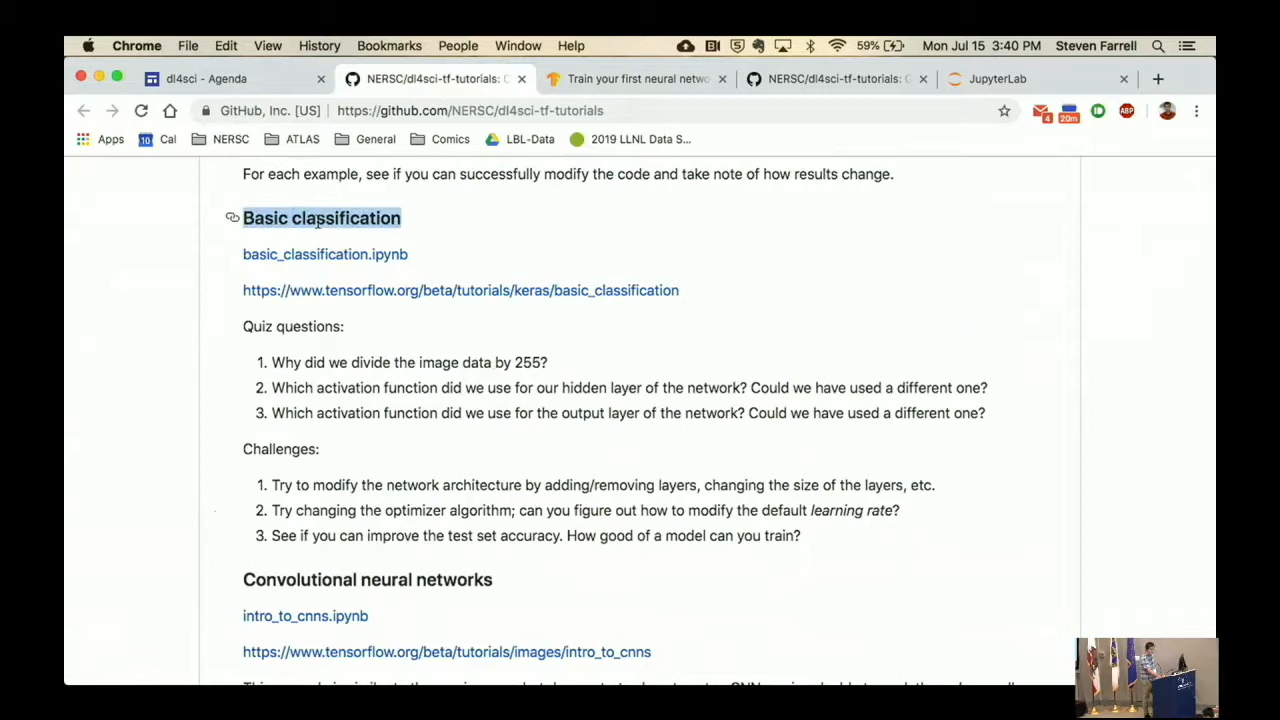 Chrome File Edit View History Bookmarks People Window Help 59% Mon Jul 15 3:40 PM Steven Farrell
dl4sci - Agenda NERSC/dl4sci-tf-tutorials: C Train your first neural netwo NERSC/dl4sci-tf-tutorials: C JupyterLab
GitHub, Inc. [US] https://github.com/NERSC/dl4sci-tf-tutorials 4 20m ABP
Apps 10 Cal NERSC ATLAS General Comics LBL-Data 2019 LLNL Data S...
For each example, see if you can successfully modify the code and take note of how results change.
Basic classification
basic_classification.ipynb
https://www.tensorflow.org/beta/tutorials/keras/basic_classification
Quiz questions:
1. Why did we divide the image data by 255?
2. Which activation function did we use for our hidden layer of the network? Could we have used a different one?
3. Which activation function did we use for the output layer of the network? Could we have used a different one?
Challenges:
1. Try to modify the network architecture by adding/removing layers, changing the size of the layers, etc.
2. Try changing the optimizer algorithm; can you figure out how to modify the default learning rate?
3. See if you can improve the test set accuracy. How good of a model can you train?
Convolutional neural networks
intro_to_cnns.ipynb
https://www.tensorflow.org/beta/tutorials/images/intro_to_cnns